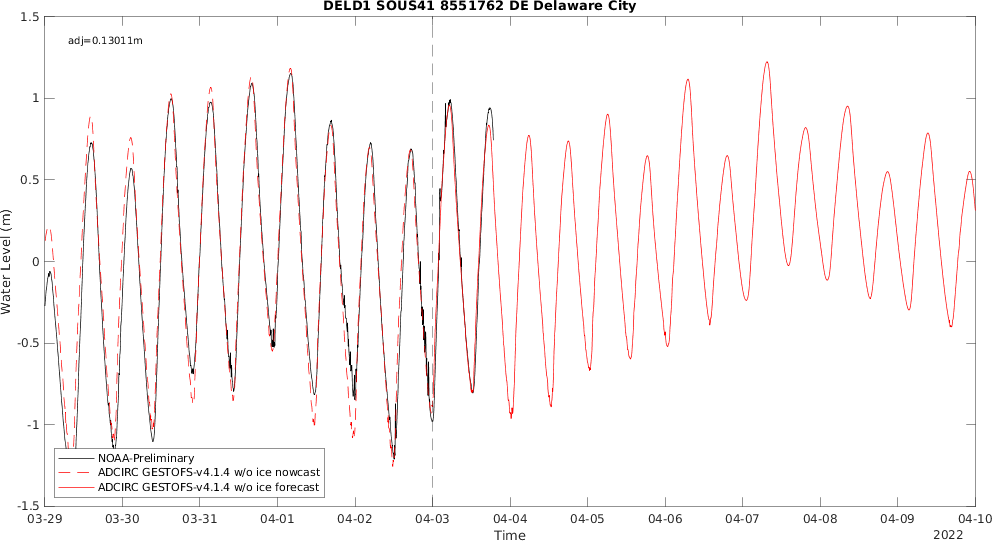 DELD1 SOUS41 8551762 DE Delaware City
adj=0.13011m
1.5
1
0.5
0
-0.5
-1
-1.5
Water Level (m)
NOAA-Preliminary
ADCIRC GESTOFS-v4.1.4 w/o ice nowcast
ADCIRC GESTOFS-v4.1.4 w/o ice forecast
03-29 03-30 03-31 04-01 04-02 04-03 04-04 04-05 04-06 04-07 04-08 04-09 04-10
Time
2022